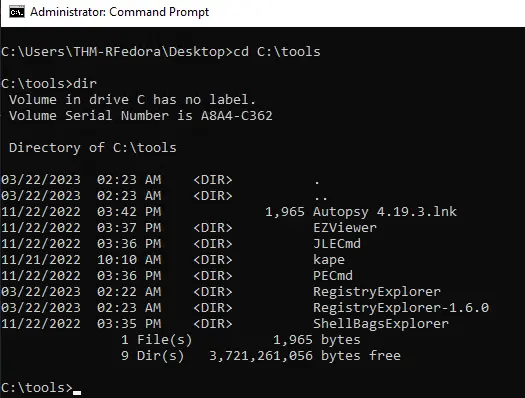 Administrator: Command Prompt
C:\Users\THM-RFedora\Desktop>cd C:\tools
C:\tools>dir
 Volume in drive C has no label.
 Volume Serial Number is A8A4-C362
 Directory of C:\tools
03/22/2023  02:23 AM    <DIR>          .
03/22/2023  02:23 AM    <DIR>          ..
11/22/2022  03:42 PM             1,965 Autopsy 4.19.3.lnk
11/22/2022  03:37 PM    <DIR>          EZViewer
11/22/2022  03:36 PM    <DIR>          JLECmd
11/21/2022  10:10 AM    <DIR>          kape
11/22/2022  03:36 PM    <DIR>          PECmd
03/22/2023  02:22 AM    <DIR>          RegistryExplorer
03/22/2023  02:23 AM    <DIR>          RegistryExplorer-1.6.0
11/22/2022  03:35 PM    <DIR>          ShellBagsExplorer
               1 File(s)          1,965 bytes
               9 Dir(s)   3,721,261,056 bytes free
C:\tools>